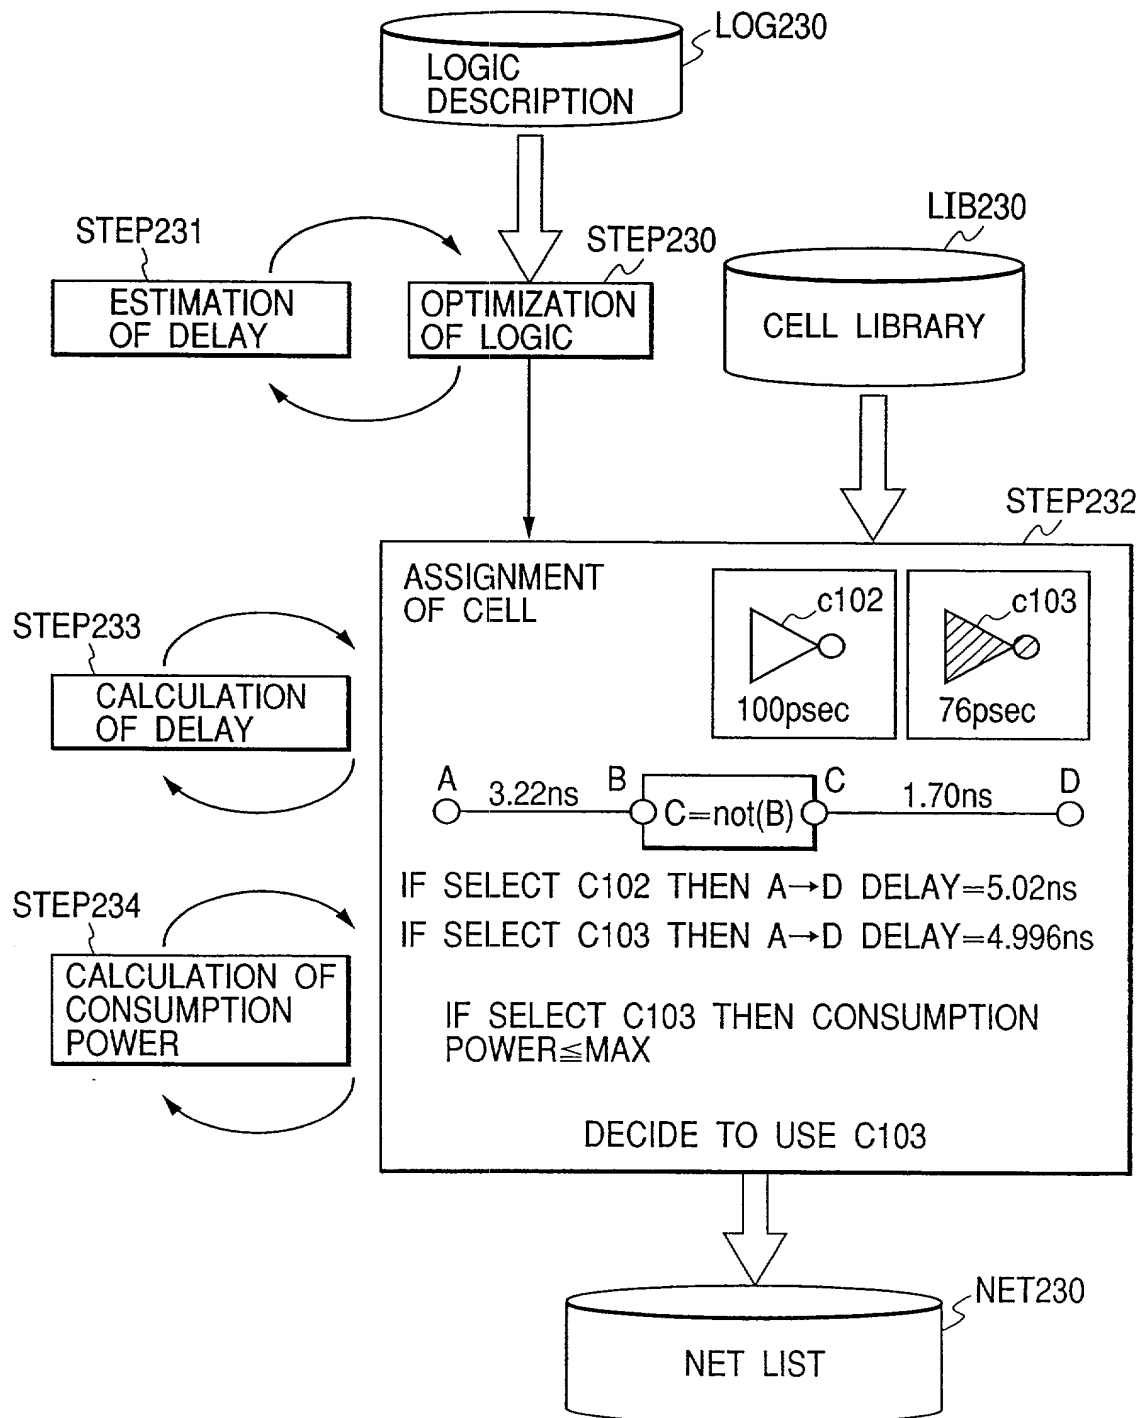 LOG230
LOGIC
DESCRIPTION
STEP231
STEP230
LIB230
ESTIMATION
OF DELAY
OPTIMIZATION
OF LOGIC
CELL LIBRARY
STEP232
ASSIGNMENT
OF CELL
c102
100psec
c103
76psec
STEP233
CALCULATION
OF DELAY
A
3.22ns
B
C=not(B)
C
1.70ns
D
IF SELECT C102 THEN A→D DELAY=5.02ns
IF SELECT C103 THEN A→D DELAY=4.996ns
STEP234
CALCULATION OF
CONSUMPTION
POWER
IF SELECT C103 THEN CONSUMPTION
POWER≦MAX
DECIDE TO USE C103
NET230
NET LIST